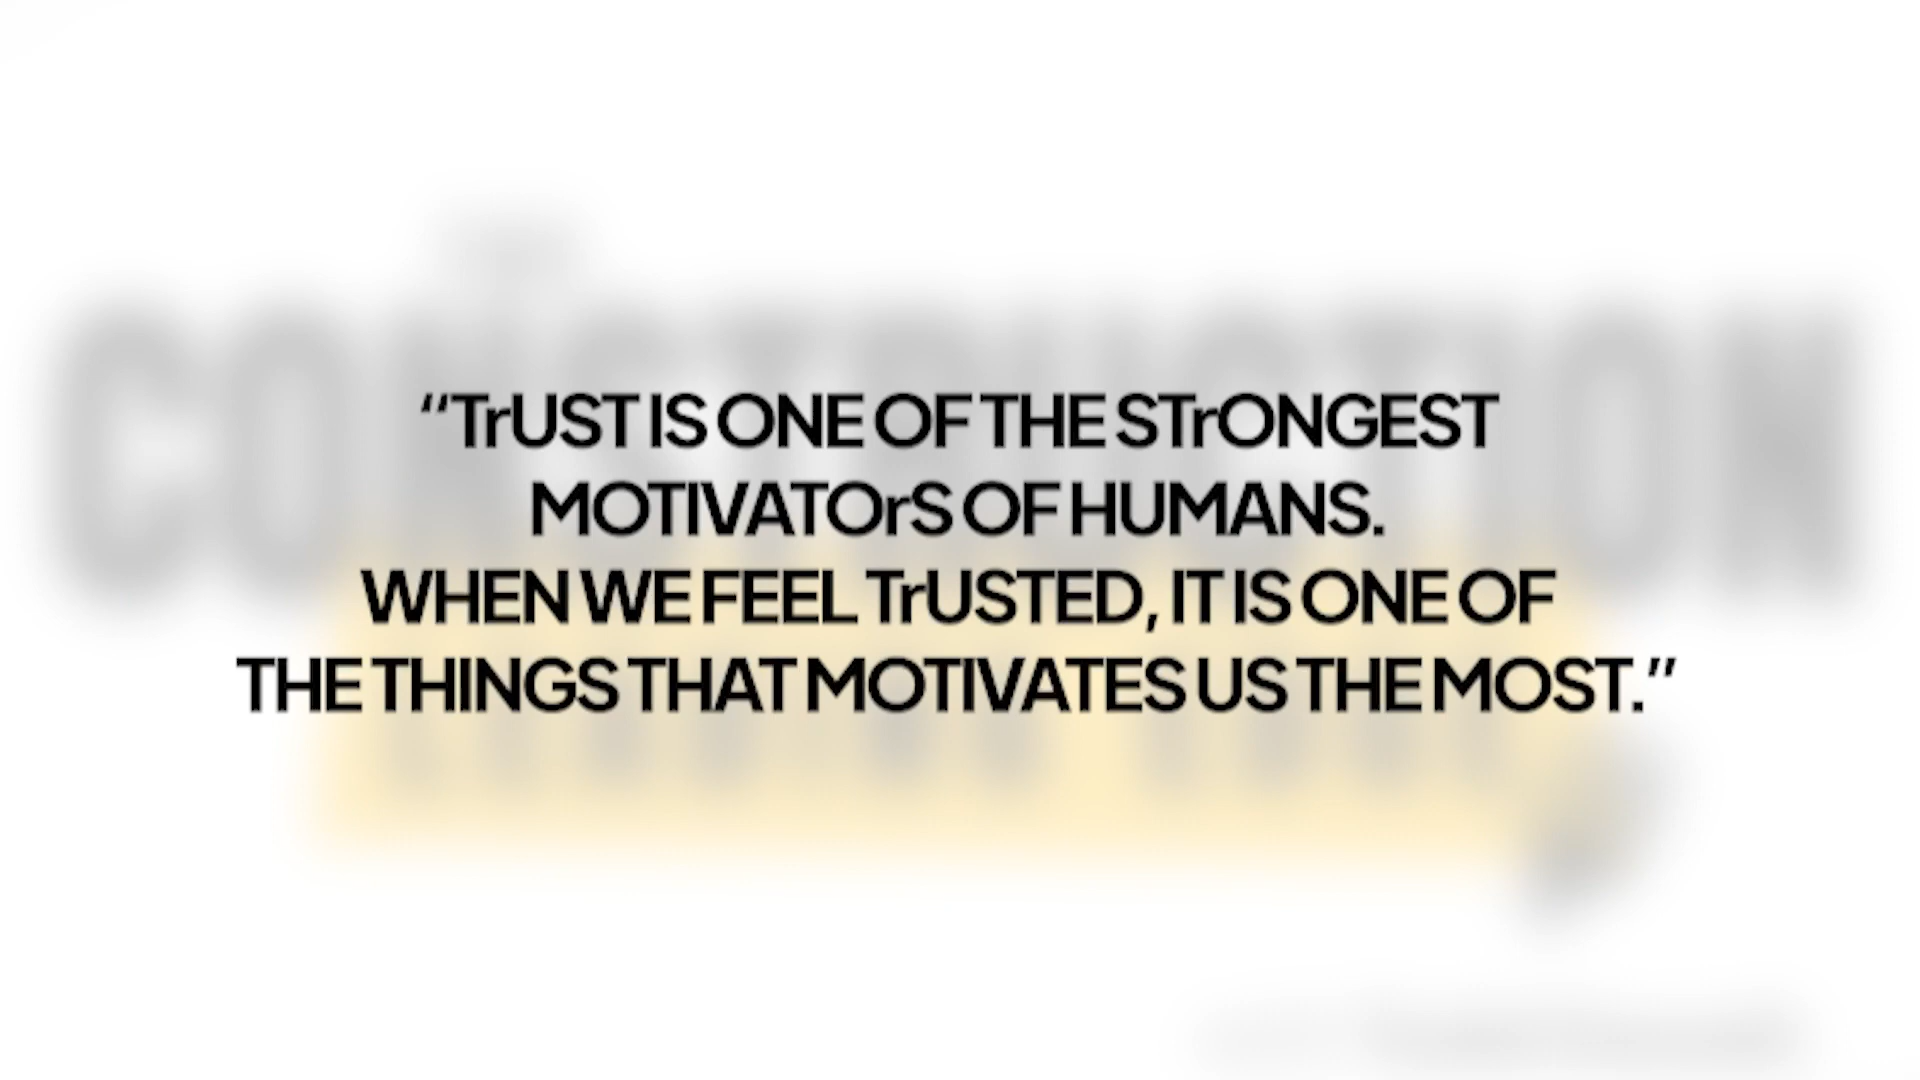 “TrUST IS ONE OF THE STrONGEST
MOTIVATOrS OF HUMANS.
WHEN WE FEEL TrUSTED, IT IS ONE OF
THE THINGS THAT MOTIVATES US THE MOST.”
CONSTRUCTION